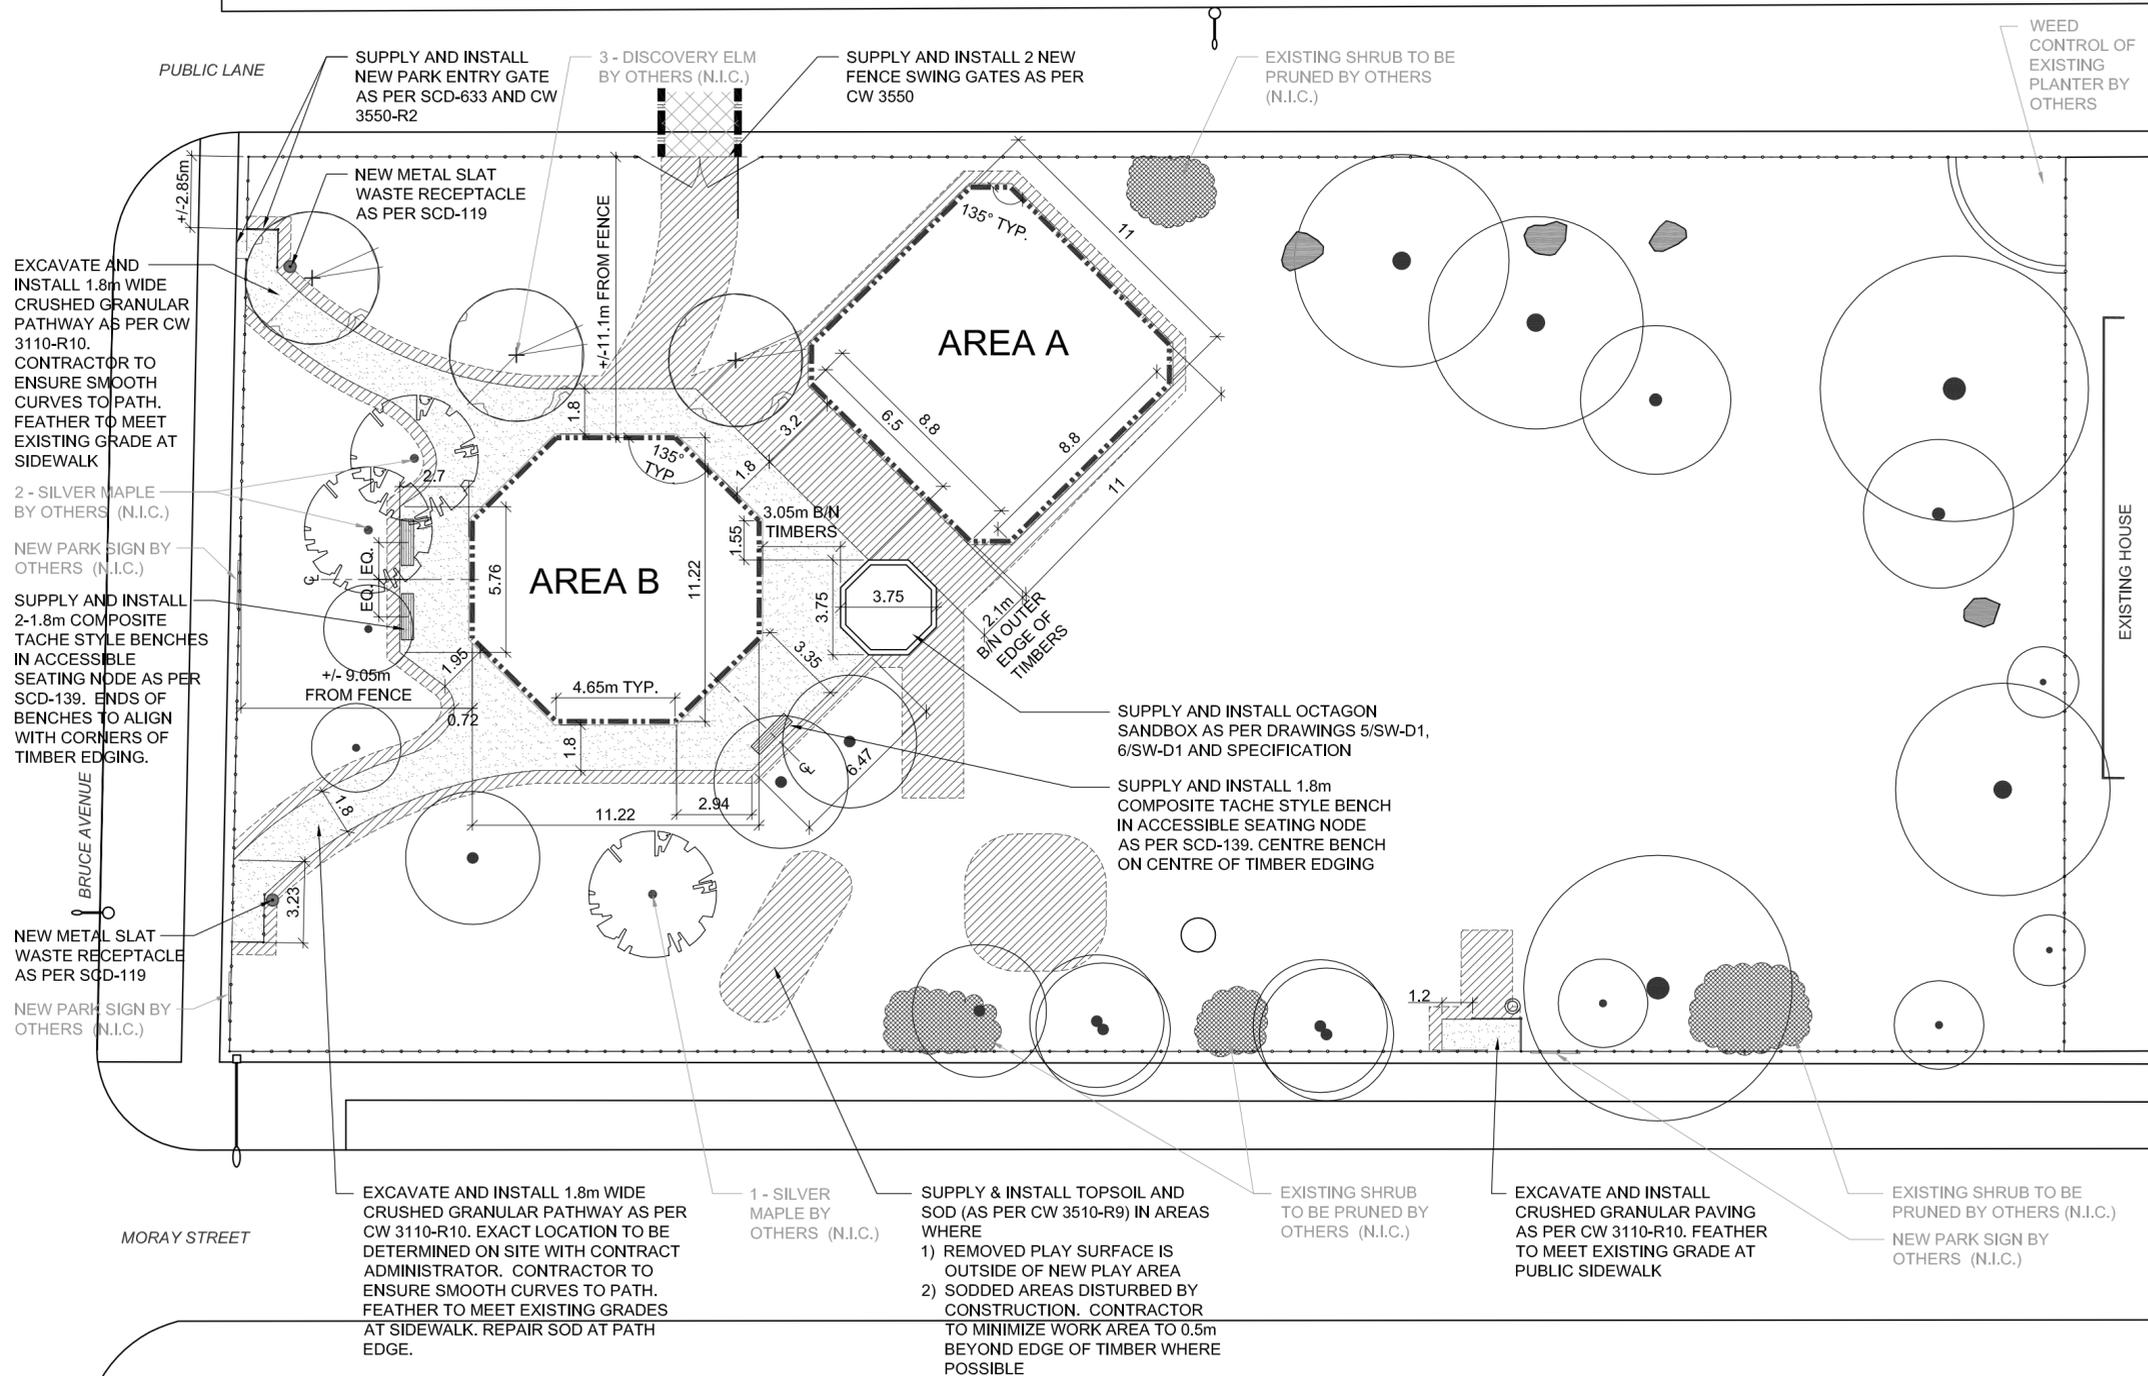 PUBLIC LANE
SUPPLY AND INSTALL
NEW PARK ENTRY GATE
AS PER SCD-633 AND CW
3550-R2
3 - DISCOVERY ELM
BY OTHERS (N.I.C.)
SUPPLY AND INSTALL 2 NEW
FENCE SWING GATES AS PER
CW 3550
EXISTING SHRUB TO BE
PRUNED BY OTHERS
(N.I.C.)
WEED
CONTROL OF
EXISTING
PLANTER BY
OTHERS
+/-2.85m
NEW METAL SLAT
WASTE RECEPTACLE
AS PER SCD-119
+/-11.1m FROM FENCE
135° TYP.
11
AREA A
EXCAVATE AND
INSTALL 1.8m WIDE
CRUSHED GRANULAR
PATHWAY AS PER CW
3110-R10.
CONTRACTOR TO
ENSURE SMOOTH
CURVES TO PATH.
FEATHER TO MEET
EXISTING GRADE AT
SIDEWALK
1.8
3.2
6.5
8.8
8.8
11
135°
TYP.
1.8
2.7
2 - SILVER MAPLE
BY OTHERS (N.I.C.)
3.05m B/N
TIMBERS
1.55
NEW PARK SIGN BY
OTHERS (N.I.C.)
EQ.
EQ.
℄
5.76
AREA B
11.22
3.75
3.75
2.1m
B/N OUTER
EDGE OF
TIMBERS
EXISTING HOUSE
SUPPLY AND INSTALL
2-1.8m COMPOSITE
TACHE STYLE BENCHES
IN ACCESSIBLE
SEATING NODE AS PER
SCD-139. ENDS OF
BENCHES TO ALIGN
WITH CORNERS OF
TIMBER EDGING.
+/- 9.05m
FROM FENCE
1.95
0.72
4.65m TYP.
3.35
1.8
℄
6.47
SUPPLY AND INSTALL OCTAGON
SANDBOX AS PER DRAWINGS 5/SW-D1,
6/SW-D1 AND SPECIFICATION
SUPPLY AND INSTALL 1.8m
COMPOSITE TACHE STYLE BENCH
IN ACCESSIBLE SEATING NODE
AS PER SCD-139. CENTRE BENCH
ON CENTRE OF TIMBER EDGING
1.8
2.94
11.22
BRUCE AVENUE
3.23
NEW METAL SLAT
WASTE RECEPTACLE
AS PER SCD-119
NEW PARK SIGN BY
OTHERS (N.I.C.)
1.2
MORAY STREET
EXCAVATE AND INSTALL 1.8m WIDE
CRUSHED GRANULAR PATHWAY AS PER
CW 3110-R10. EXACT LOCATION TO BE
DETERMINED ON SITE WITH CONTRACT
ADMINISTRATOR. CONTRACTOR TO
ENSURE SMOOTH CURVES TO PATH.
FEATHER TO MEET EXISTING GRADES
AT SIDEWALK. REPAIR SOD AT PATH
EDGE.
1 - SILVER
MAPLE BY
OTHERS (N.I.C.)
SUPPLY & INSTALL TOPSOIL AND
SOD (AS PER CW 3510-R9) IN AREAS
WHERE
1) REMOVED PLAY SURFACE IS
OUTSIDE OF NEW PLAY AREA
2) SODDED AREAS DISTURBED BY
CONSTRUCTION. CONTRACTOR
TO MINIMIZE WORK AREA TO 0.5m
BEYOND EDGE OF TIMBER WHERE
POSSIBLE
EXISTING SHRUB
TO BE PRUNED BY
OTHERS (N.I.C.)
EXCAVATE AND INSTALL
CRUSHED GRANULAR PAVING
AS PER CW 3110-R10. FEATHER
TO MEET EXISTING GRADE AT
PUBLIC SIDEWALK
EXISTING SHRUB TO BE
PRUNED BY OTHERS (N.I.C.)
NEW PARK SIGN BY
OTHERS (N.I.C.)